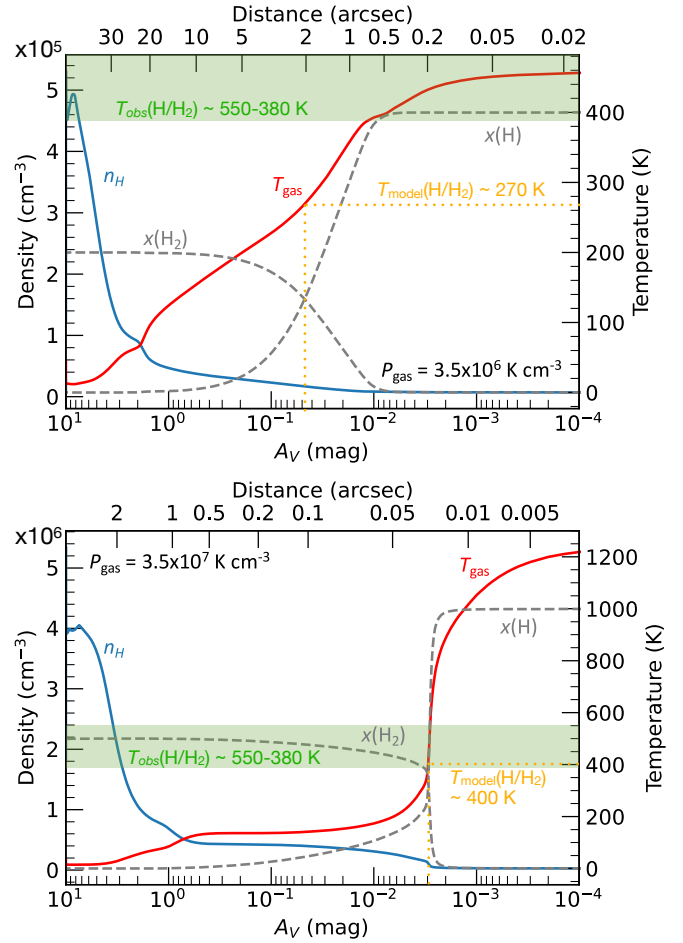 Distance (arcsec)
30 20 10 5 2 1 0.5 0.2 0.05 0.02
x10⁵
T_obs(H/H₂) ~ 550-380 K
x(H)
n_H
T_gas
T_model(H/H₂) ~ 270 K
x(H₂)
P_gas = 3.5x10⁶ K cm⁻³
Density (cm⁻³)
5
4
3
2
1
0
Temperature (K)
400
300
200
100
0
10¹ 10⁰ 10⁻¹ 10⁻² 10⁻³ 10⁻⁴
A_V (mag)
Distance (arcsec)
2 1 0.5 0.2 0.1 0.05 0.01 0.005
x10⁶
P_gas = 3.5x10⁷ K cm⁻³
T_gas
x(H)
n_H
x(H₂)
T_obs(H/H₂) ~ 550-380 K
T_model(H/H₂)
~ 400 K
Density (cm⁻³)
5
4
3
2
1
0
Temperature (K)
1200
1000
800
600
400
200
0
10¹ 10⁰ 10⁻¹ 10⁻² 10⁻³ 10⁻⁴
A_V (mag)